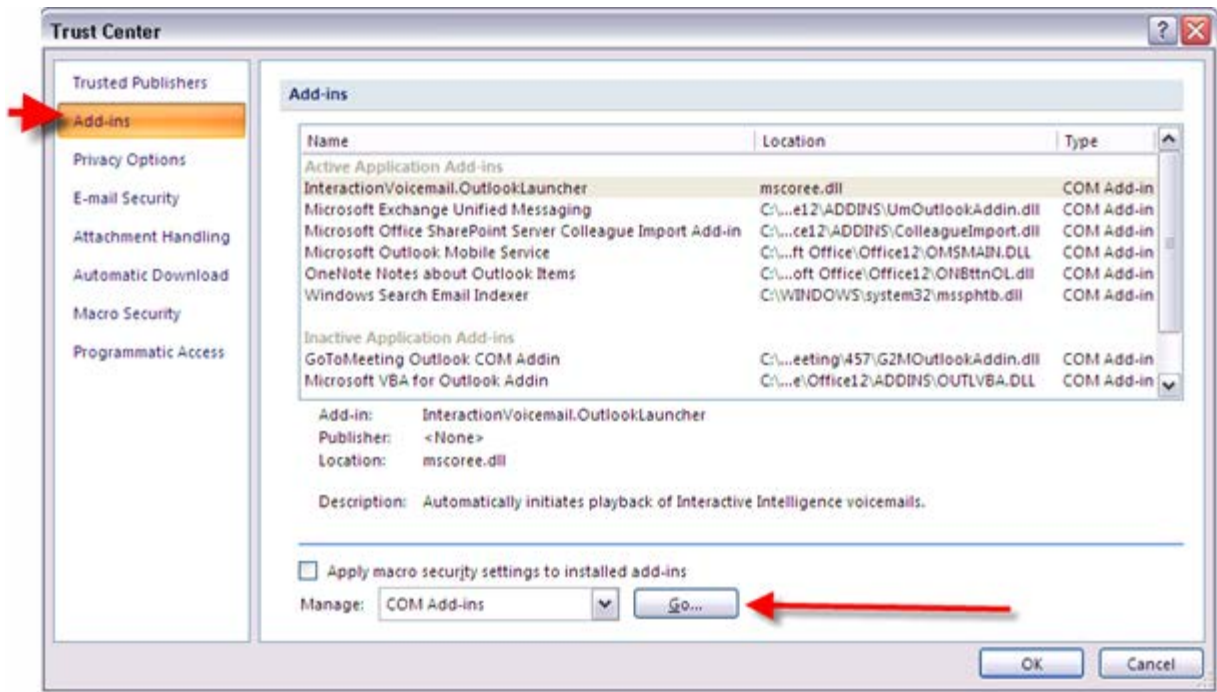 Trust Center
Trusted Publishers
Add-ins
Privacy Options
E-mail Security
Attachment Handling
Automatic Download
Macro Security
Programmatic Access
Add-ins
Name Location Type
Active Application Add-ins
InteractionVoicemail.OutlookLauncher mscoree.dll COM Add-in
Microsoft Exchange Unified Messaging C:\...e12\ADDINS\UmOutlookAddin.dll COM Add-in
Microsoft Office SharePoint Server Colleague Import Add-in C:\...ce12\ADDINS\ColleagueImport.dll COM Add-in
Microsoft Outlook Mobile Service C:\...ft Office\Office12\OMSMAIN.DLL COM Add-in
OneNote Notes about Outlook Items C:\...oft Office\Office12\ONBttnOL.dll COM Add-in
Windows Search Email Indexer C:\WINDOWS\system32\mssphtb.dll COM Add-in
Inactive Application Add-ins
GoToMeeting Outlook COM Addin C:\...eeting\457\G2MOutlookAddin.dll COM Add-in
Microsoft VBA for Outlook Addin C:\...e\Office12\ADDINS\OUTLVBA.DLL COM Add-in
Add-in: InteractionVoicemail.OutlookLauncher
Publisher: <None>
Location: mscoree.dll
Description: Automatically initiates playback of Interactive Intelligence voicemails.
Apply macro security settings to installed add-ins
Manage: COM Add-ins Go...
OK Cancel